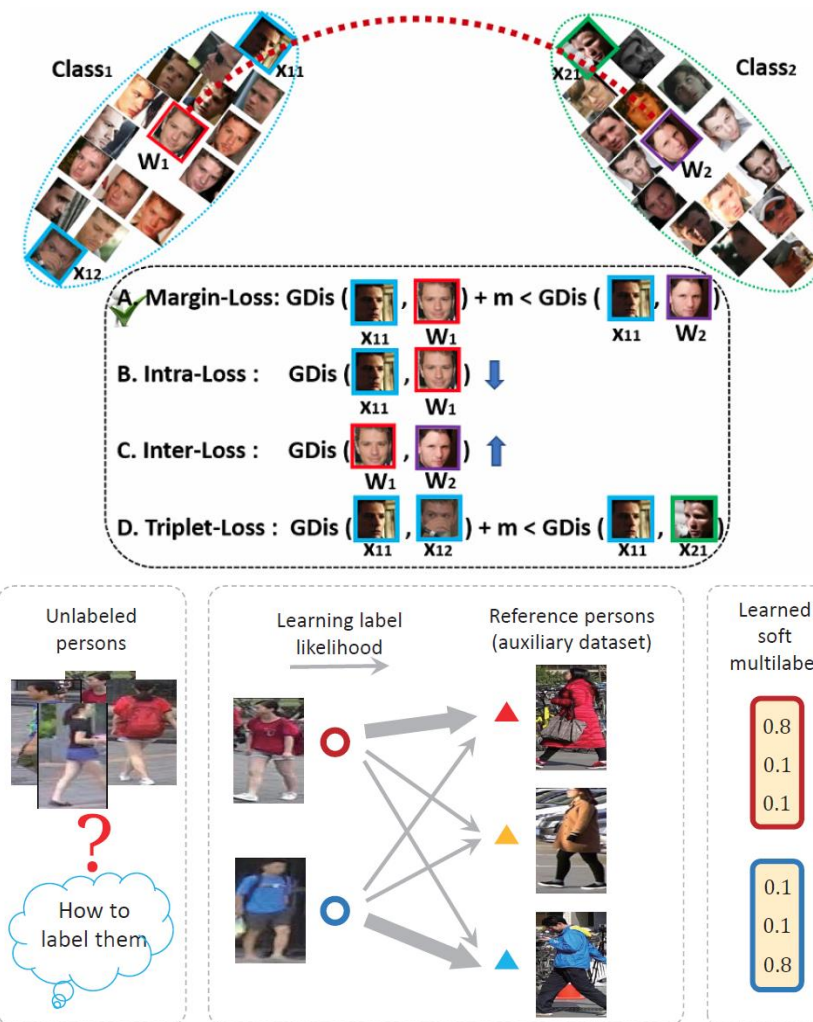 Class₁
x₁₁
W₁
x₁₂
x₂₁
Class₂
W₂
A. Margin-Loss: GDis ( , ) + m < GDis ( , )
x₁₁ W₁ x₁₁ W₂
B. Intra-Loss : GDis ( , )
x₁₁ W₁
C. Inter-Loss : GDis ( , )
W₁ W₂
D. Triplet-Loss : GDis ( , ) + m < GDis ( , )
x₁₁ x₁₂ x₁₁ x₂₁
Unlabeled
persons
?
How to
label them
Learning label
likelihood
Reference persons
(auxiliary dataset)
Learned
soft
multilabel
0.8
0.1
0.1
0.1
0.1
0.8